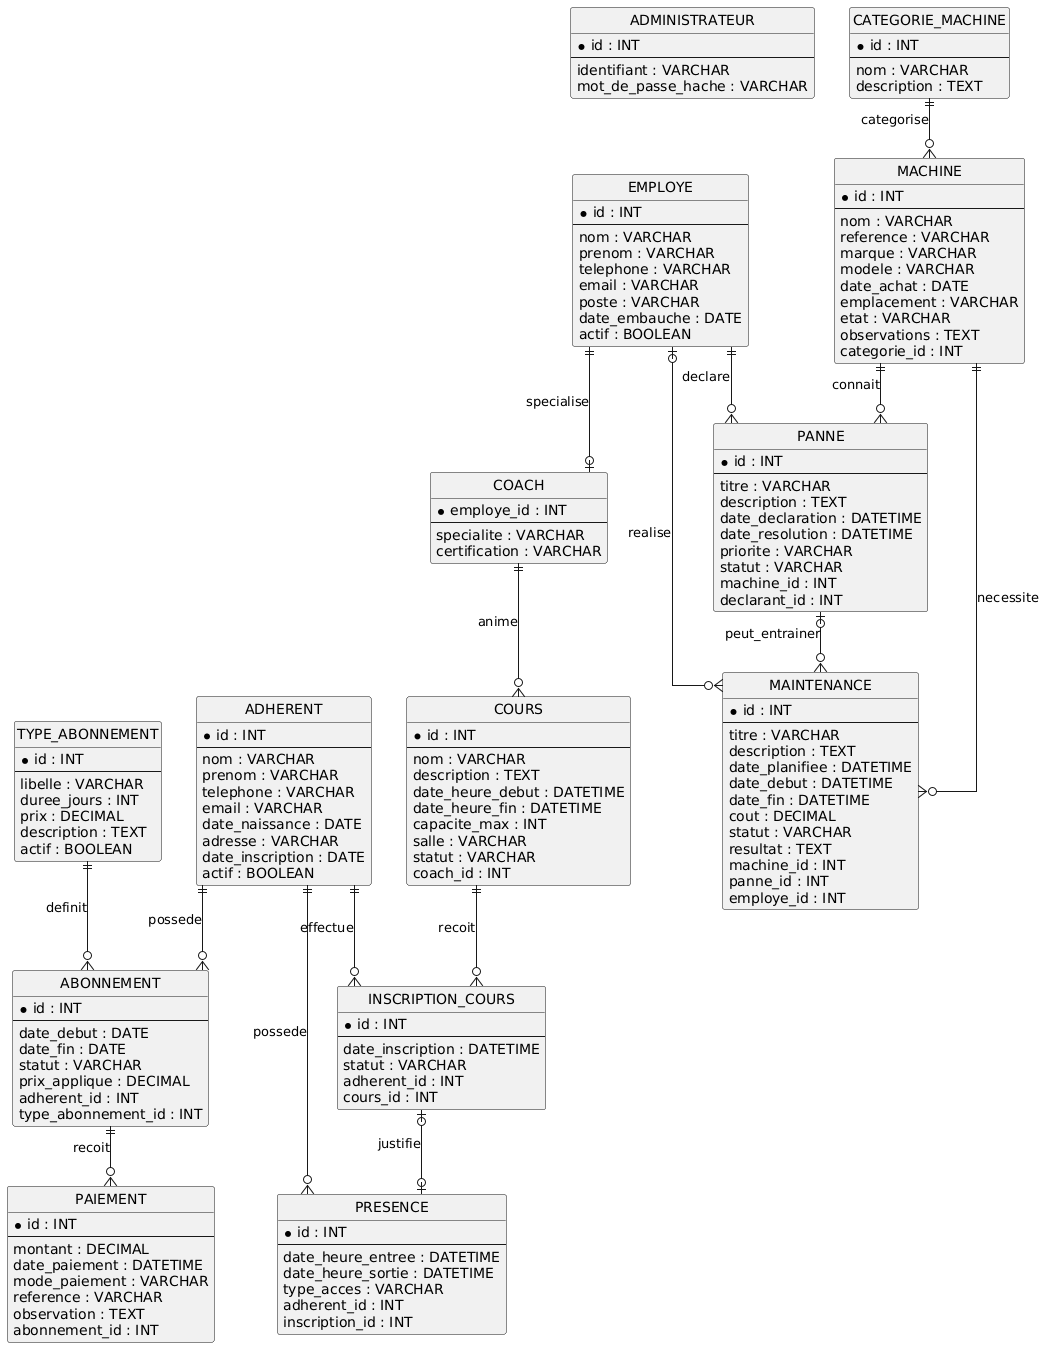 ADMINISTRATEUR
id : INT
identifiant : VARCHAR
mot_de_passe_hache : VARCHAR
CATEGORIE_MACHINE
id : INT
nom : VARCHAR
description : TEXT
categorise
EMPLOYE
id : INT
nom : VARCHAR
prenom : VARCHAR
telephone : VARCHAR
email : VARCHAR
poste : VARCHAR
date_embauche : DATE
actif : BOOLEAN
MACHINE
id : INT
nom : VARCHAR
reference : VARCHAR
marque : VARCHAR
modele : VARCHAR
date_achat : DATE
emplacement : VARCHAR
etat : VARCHAR
observations : TEXT
categorie_id : INT
specialise
declare
connait
realise
necessite
COACH
employe_id : INT
specialite : VARCHAR
certification : VARCHAR
PANNE
id : INT
titre : VARCHAR
description : TEXT
date_declaration : DATETIME
date_resolution : DATETIME
priorite : VARCHAR
statut : VARCHAR
machine_id : INT
declarant_id : INT
anime
peut_entrainer
TYPE_ABONNEMENT
id : INT
libelle : VARCHAR
duree_jours : INT
prix : DECIMAL
description : TEXT
actif : BOOLEAN
ADHERENT
id : INT
nom : VARCHAR
prenom : VARCHAR
telephone : VARCHAR
email : VARCHAR
date_naissance : DATE
adresse : VARCHAR
date_inscription : DATE
actif : BOOLEAN
COURS
id : INT
nom : VARCHAR
description : TEXT
date_heure_debut : DATETIME
date_heure_fin : DATETIME
capacite_max : INT
salle : VARCHAR
statut : VARCHAR
coach_id : INT
MAINTENANCE
id : INT
titre : VARCHAR
description : TEXT
date_planifiee : DATETIME
date_debut : DATETIME
date_fin : DATETIME
cout : DECIMAL
statut : VARCHAR
resultat : TEXT
machine_id : INT
panne_id : INT
employe_id : INT
definit
possede
effectue
recoit
possede
ABONNEMENT
id : INT
date_debut : DATE
date_fin : DATE
statut : VARCHAR
prix_applique : DECIMAL
adherent_id : INT
type_abonnement_id : INT
INSCRIPTION_COURS
id : INT
date_inscription : DATETIME
statut : VARCHAR
adherent_id : INT
cours_id : INT
recoit
justifie
PAIEMENT
id : INT
montant : DECIMAL
date_paiement : DATETIME
mode_paiement : VARCHAR
reference : VARCHAR
observation : TEXT
abonnement_id : INT
PRESENCE
id : INT
date_heure_entree : DATETIME
date_heure_sortie : DATETIME
type_acces : VARCHAR
adherent_id : INT
inscription_id : INT